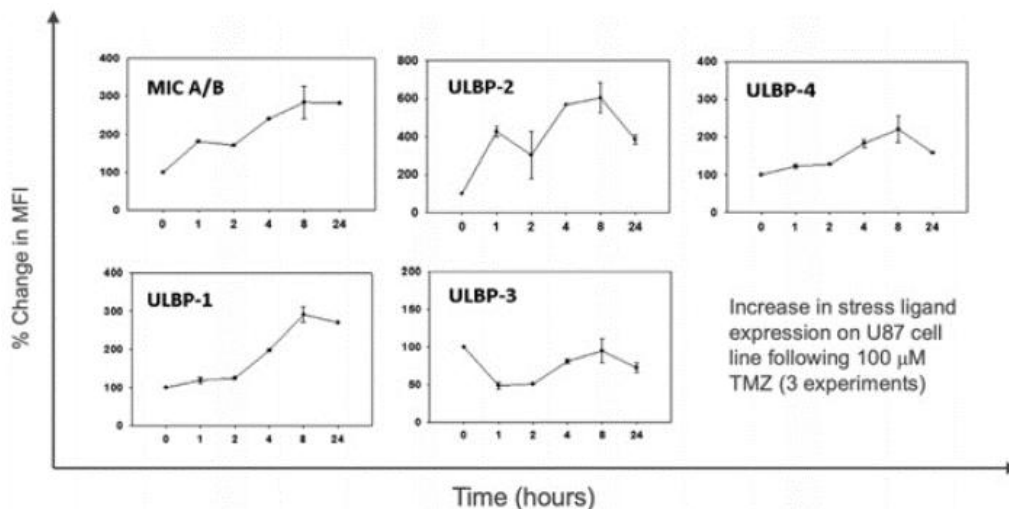 % Change in MFI
MIC A/B
400
300
200
100
0
0 1 2 4 8 24
ULBP-2
800
600
400
200
0
0 1 2 4 8 24
ULBP-4
400
300
200
100
0
0 1 2 4 8 24
ULBP-1
400
300
200
100
0
0 1 2 4 8 24
ULBP-3
200
150
100
50
0
0 1 2 4 8 24
Increase in stress ligand
expression on U87 cell
line following 100 μM
TMZ (3 experiments)
Time (hours)